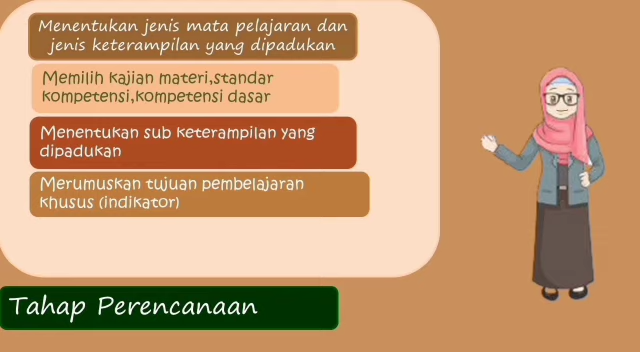 Menentukan jenis mata pelajaran dan
jenis keterampilan yang dipadukan
Memilih kajian materi,standar
kompetensi,kompetensi dasar
Menentukan sub keterampilan yang
dipadukan
Merumuskan tujuan pembelajaran
khusus (indikator)
Tahap Perencanaan